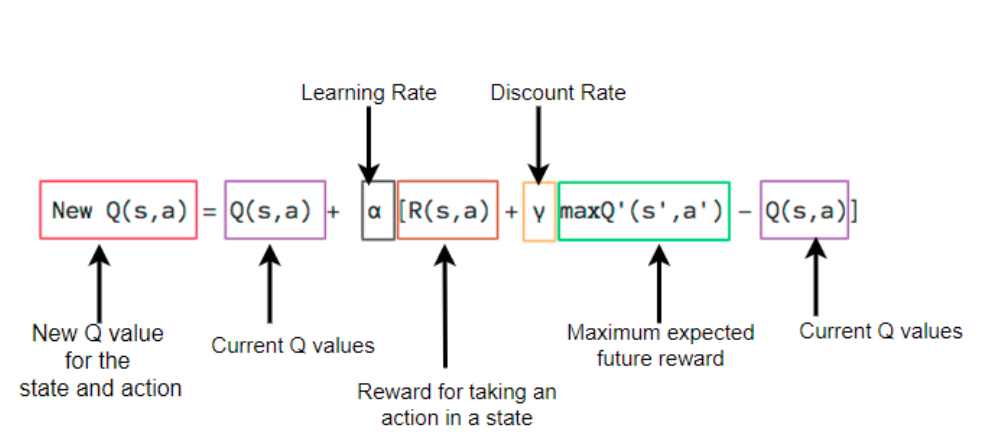 Learning Rate
Discount Rate
New Q(s,a) = Q(s,a) + α [R(s,a) + γ maxQ'(s',a') − Q(s,a)]
New Q value
for the
state and action
Current Q values
Reward for taking an
action in a state
Maximum expected
future reward
Current Q values